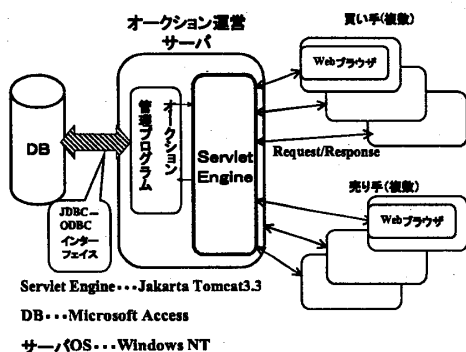 オークション運営
サーバ
買い手(複数)
Webブラウザ
DB
オークション
管理プログラム
Servlet
Engine
Request/Response
JDBC－
ODBC
インター
フェイス
売り手(複数)
Webブラウザ
Servlet Engine・・・Jakarta Tomcat3.3
DB・・・Microsoft Access
サーバOS・・・Windows NT